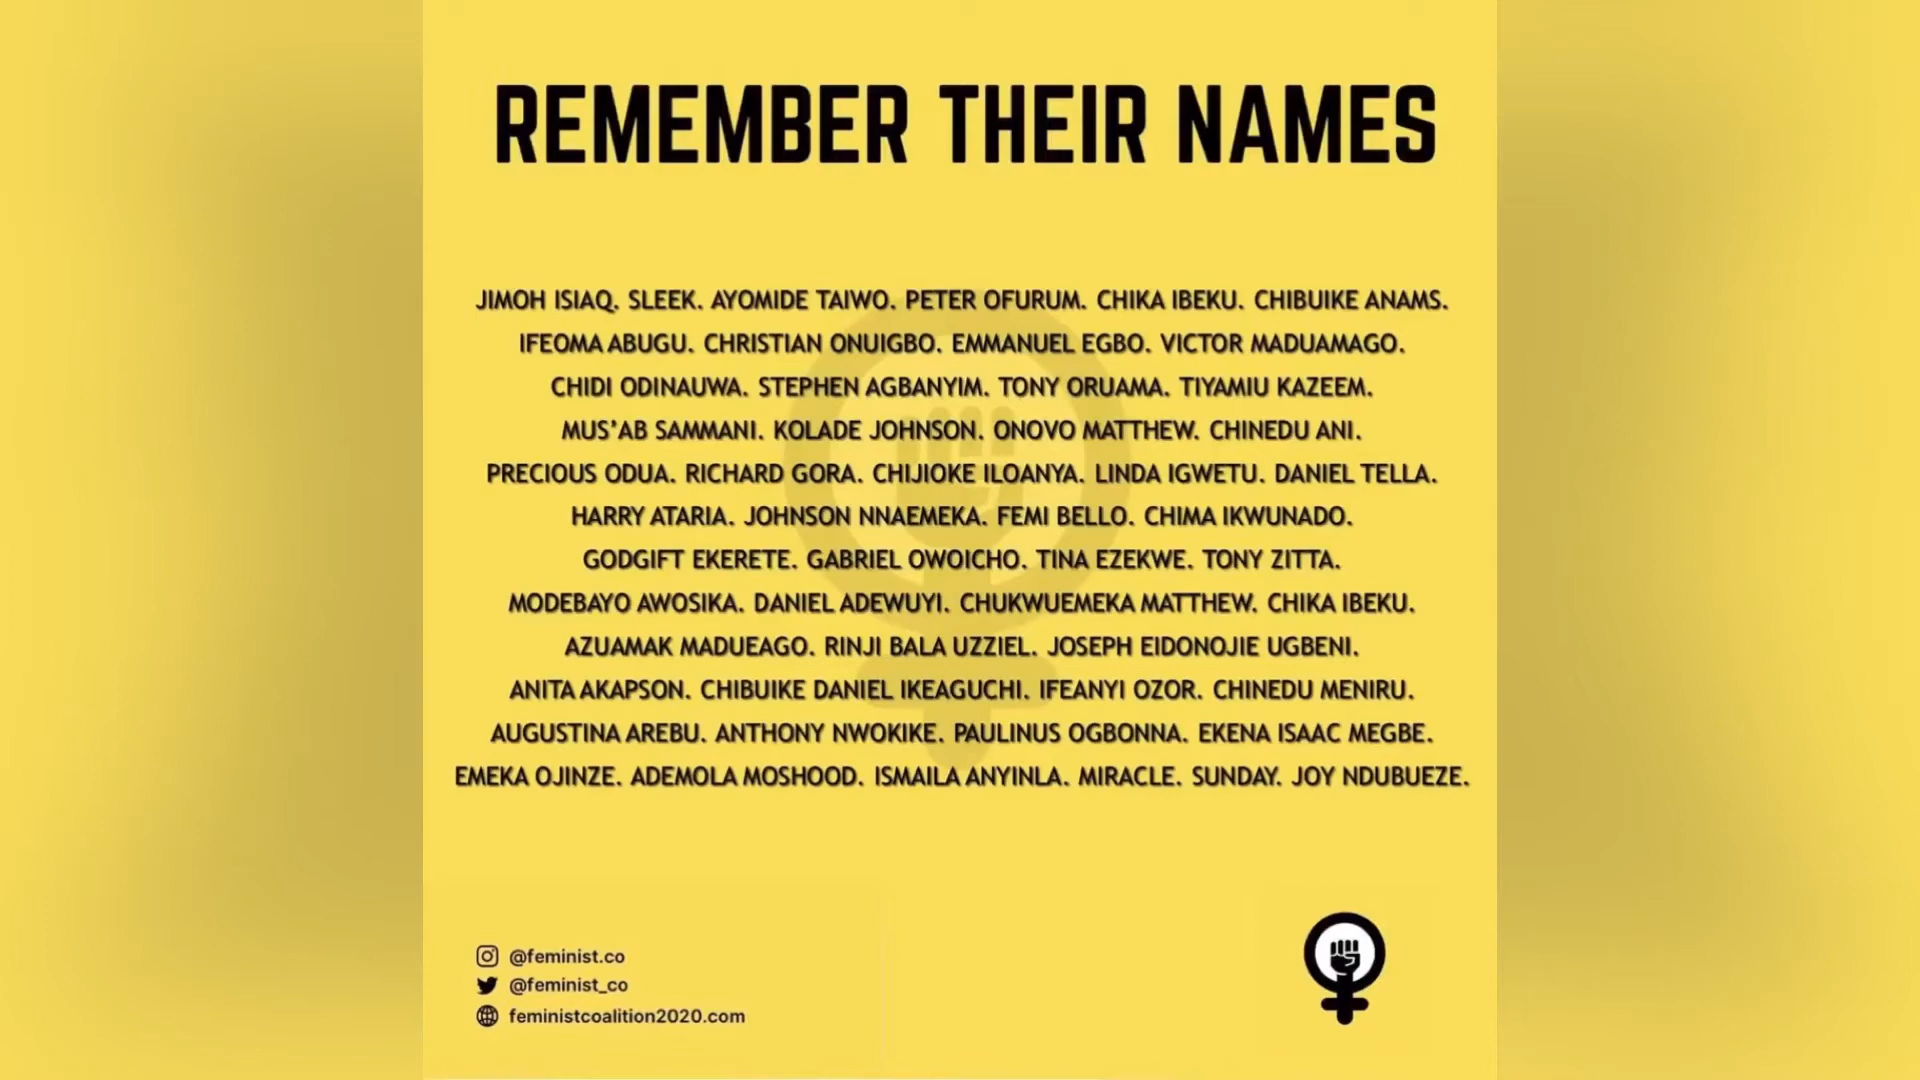 REMEMBER THEIR NAMES
JIMOH ISIAQ. SLEEK. AYOMIDE TAIWO. PETER OFURUM. CHIKA IBEKU. CHIBUIKE ANAMS.
IFEOMA ABUGU. CHRISTIAN ONUIGBO. EMMANUEL EGBO. VICTOR MADUAMAGO.
CHIDI ODINAUWA. STEPHEN AGBANYIM. TONY ORUAMA. TIYAMIU KAZEEM.
MUS'AB SAMMANI. KOLADE JOHNSON. ONOVO MATTHEW. CHINEDU ANI.
PRECIOUS ODUA. RICHARD GORA. CHIJIOKE ILOANYA. LINDA IGWETU. DANIEL TELLA.
HARRY ATARIA. JOHNSON NNAEMEKA. FEMI BELLO. CHIMA IKWUNADO.
GODGIFT EKERETE. GABRIEL OWOICHO. TINA EZEKWE. TONY ZITTA.
MODEBAYO AWOSIKA. DANIEL ADEWUYI. CHUKWUEMEKA MATTHEW. CHIKA IBEKU.
AZUAMAK MADUEAGO. RINJI BALA UZZIEL. JOSEPH EIDONOJIE UGBENI.
ANITA AKAPSON. CHIBUIKE DANIEL IKEAGUCHI. IFEANYI OZOR. CHINEDU MENIRU.
AUGUSTINA AREBU. ANTHONY NWOKIKE. PAULINUS OGBONNA. EKENA ISAAC MEGBE.
EMEKA OJINZE. ADEMOLA MOSHOOD. ISMAILA ANYINLA. MIRACLE. SUNDAY. JOY NDUBUEZE.
@feminist.co
@feminist_co
feministcoalition2020.com